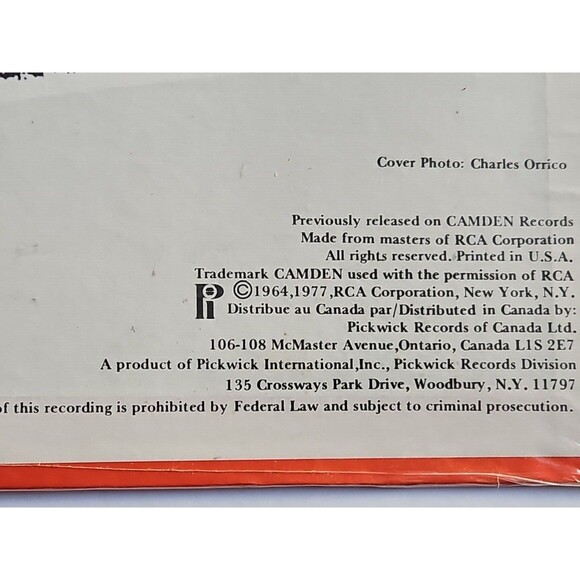 Cover Photo: Charles Orrico
Previously released on CAMDEN Records
Made from masters of RCA Corporation
All rights reserved. Printed in U.S.A.
Trademark CAMDEN used with the permission of RCA
Pi ©1964,1977,RCA Corporation, New York, N.Y.
Distribue au Canada par/Distributed in Canada by:
Pickwick Records of Canada Ltd.
106-108 McMaster Avenue,Ontario, Canada L1S 2E7
A product of Pickwick International,Inc., Pickwick Records Division
135 Crossways Park Drive, Woodbury, N.Y. 11797
of this recording is prohibited by Federal Law and subject to criminal prosecution.